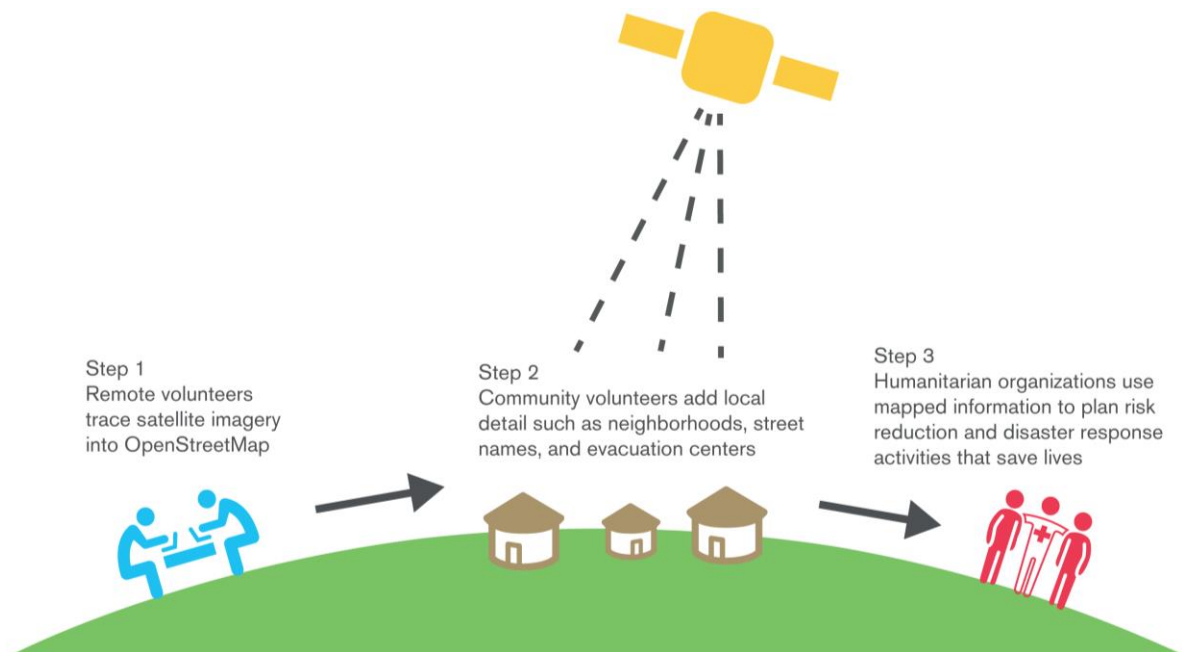 Step 1
Remote volunteers
trace satellite imagery
into OpenStreetMap
Step 2
Community volunteers add local
detail such as neighborhoods, street
names, and evacuation centers
Step 3
Humanitarian organizations use
mapped information to plan risk
reduction and disaster response
activities that save lives